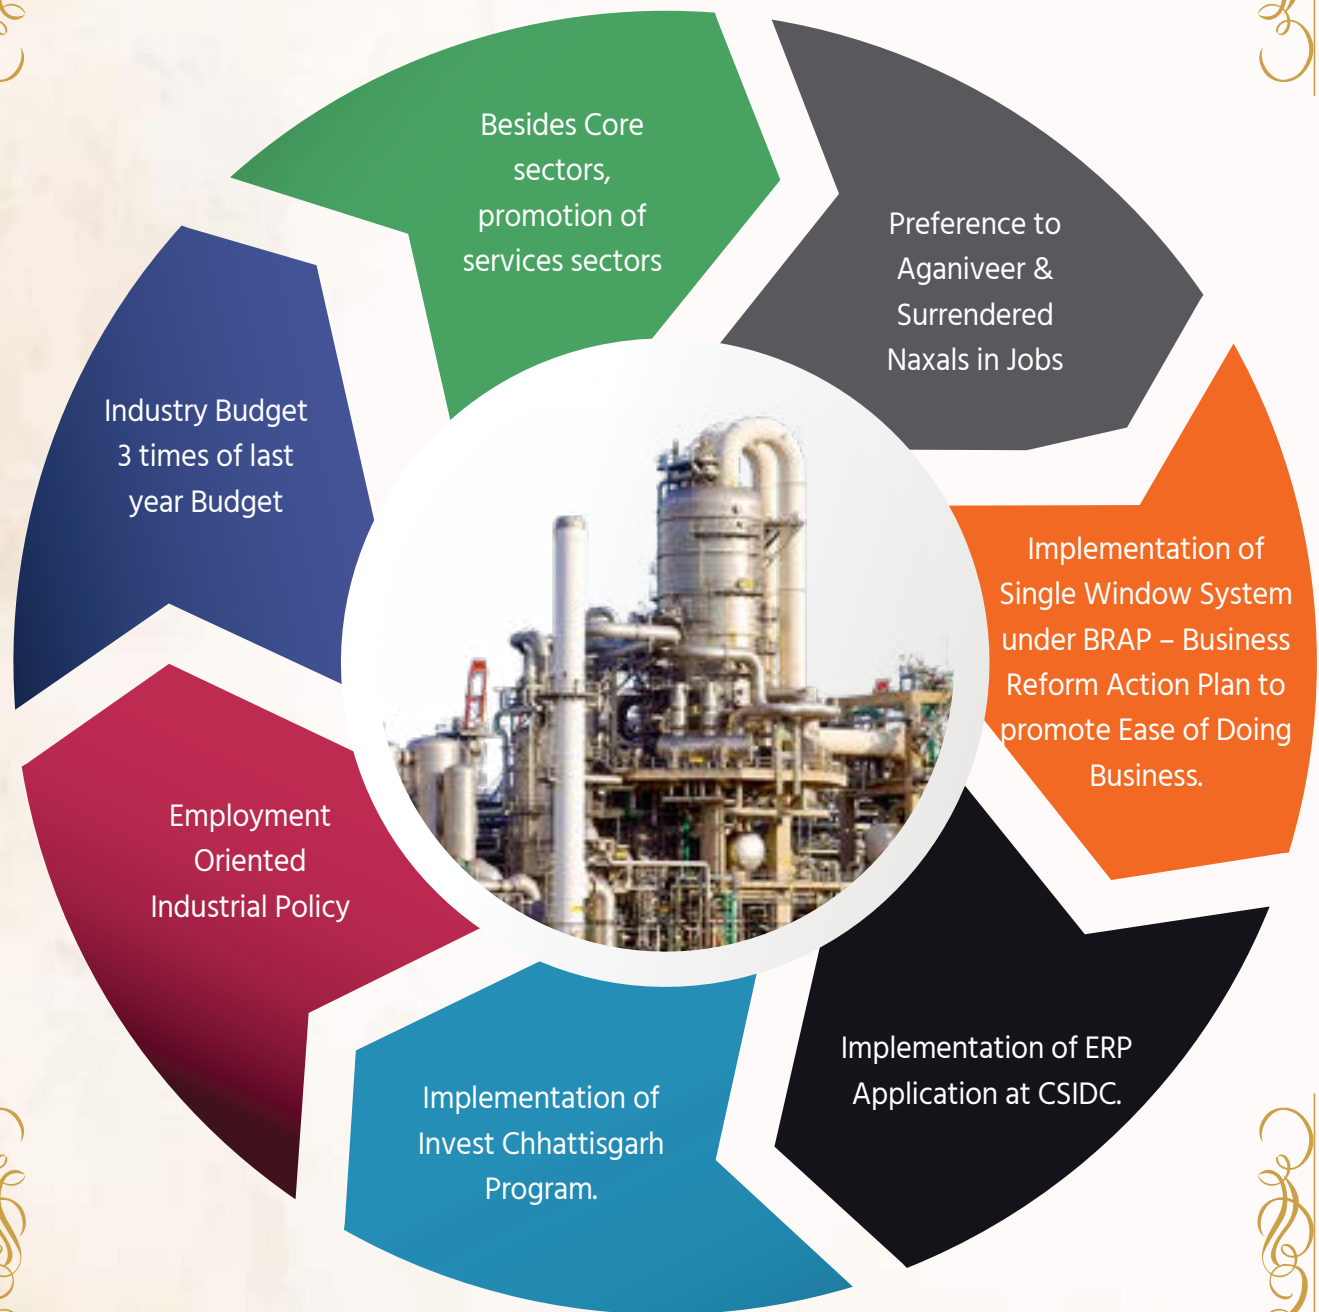 Besides Core
sectors,
promotion of
services sectors
Preference to
Aganiveer &
Surrendered
Naxals in Jobs
Implementation of
Single Window System
under BRAP – Business
Reform Action Plan to
promote Ease of Doing
Business.
Implementation of ERP
Application at CSIDC.
Implementation of
Invest Chhattisgarh
Program.
Employment
Oriented
Industrial Policy
Industry Budget
3 times of last
year Budget